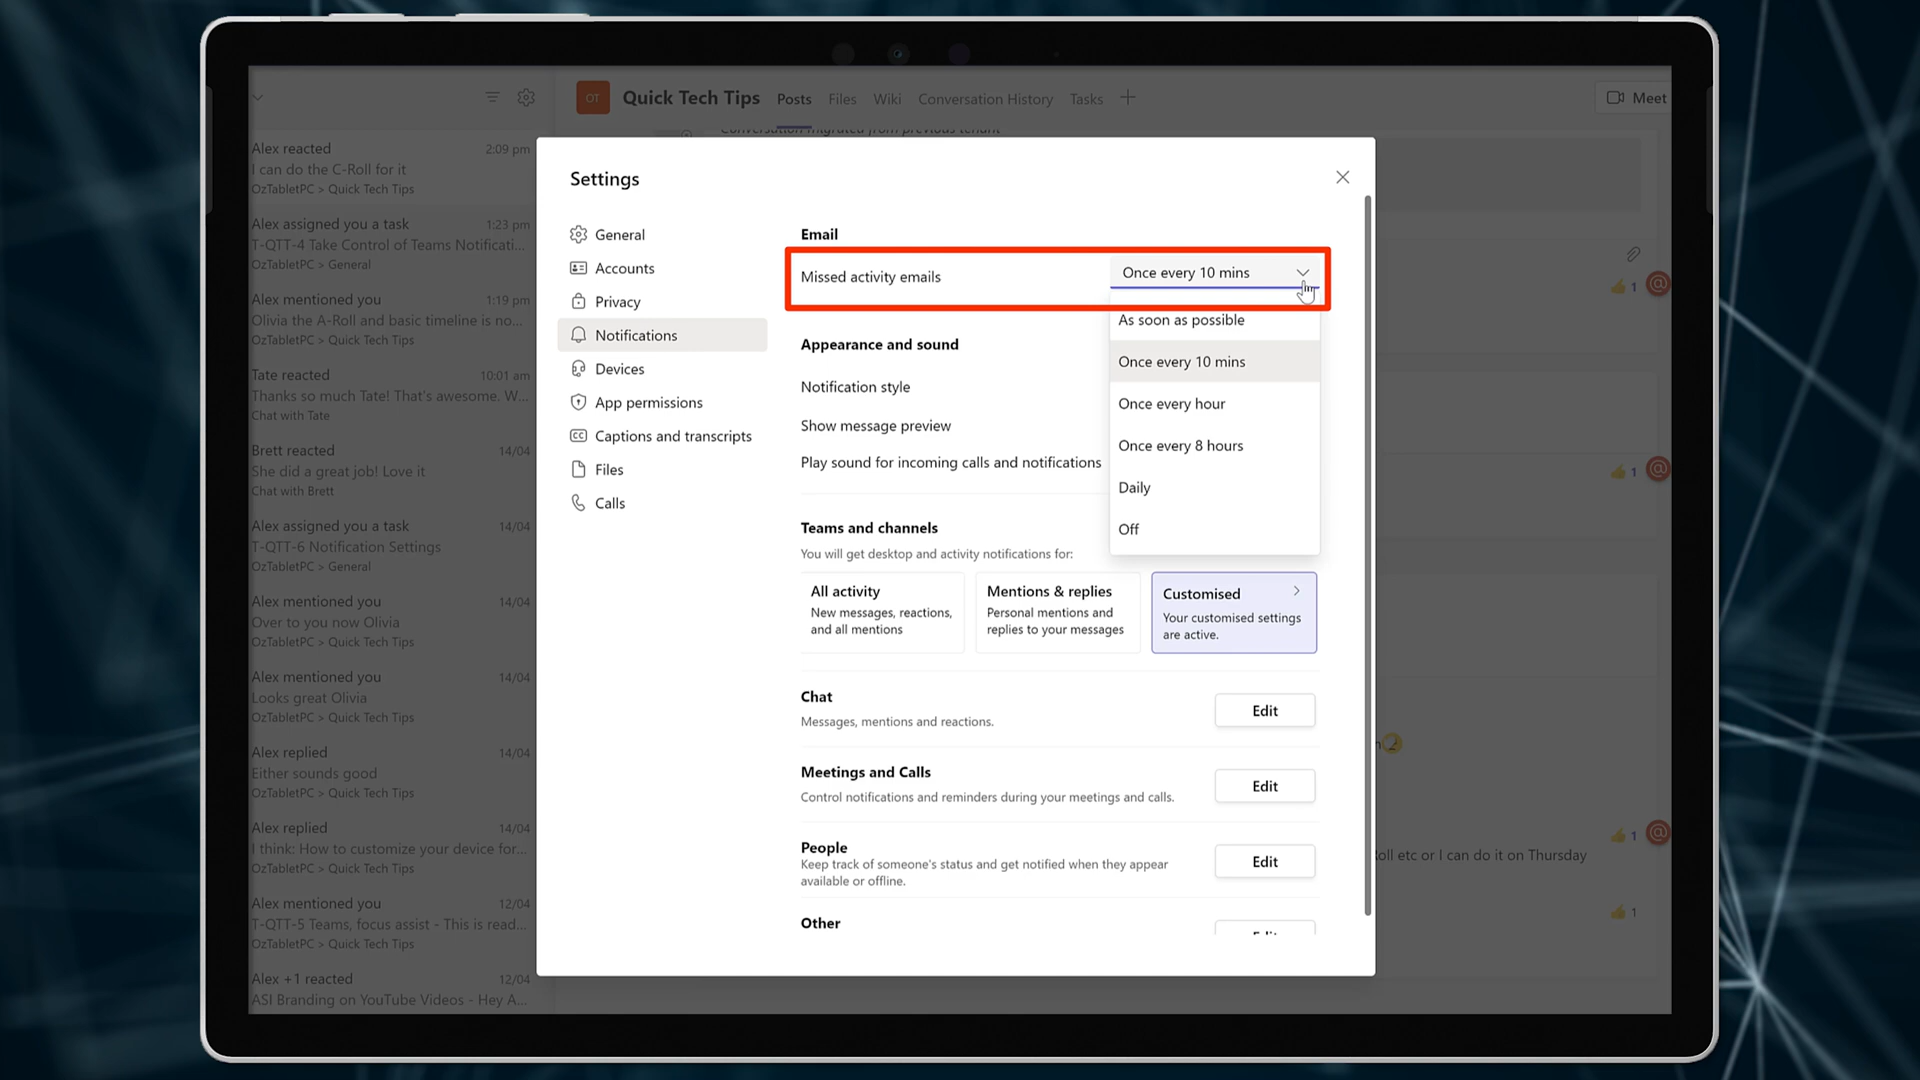 OT
Quick Tech Tips
Posts
Files
Wiki
Conversation History
Tasks
Meet
Conversation migrated from previous tenant
Alex reacted
2:09 pm
I can do the C-Roll for it
OzTabletPC > Quick Tech Tips
Alex assigned you a task
1:23 pm
T-QTT-4 Take Control of Teams Notificati...
OzTabletPC > General
Alex mentioned you
1:19 pm
Olivia the A-Roll and basic timeline is no...
OzTabletPC > Quick Tech Tips
Tate reacted
10:01 am
Thanks so much Tate! That's awesome. W...
Chat with Tate
Brett reacted
14/04
She did a great job! Love it
Chat with Brett
Alex assigned you a task
14/04
T-QTT-6 Notification Settings
OzTabletPC > General
Alex mentioned you
14/04
Over to you now Olivia
OzTabletPC > Quick Tech Tips
Alex mentioned you
14/04
Looks great Olivia
OzTabletPC > Quick Tech Tips
Alex replied
14/04
Either sounds good
OzTabletPC > Quick Tech Tips
Alex replied
14/04
I think: How to customize your device for...
OzTabletPC > Quick Tech Tips
Alex mentioned you
12/04
T-QTT-5 Teams, focus assist - This is read...
OzTabletPC > Quick Tech Tips
Alex +1 reacted
12/04
ASI Branding on YouTube Videos - Hey A...
Settings
General
Accounts
Privacy
Notifications
Devices
App permissions
CC
Captions and transcripts
Files
Calls
Email
Missed activity emails
Once every 10 mins
As soon as possible
Once every 10 mins
Once every hour
Once every 8 hours
Daily
Off
Appearance and sound
Notification style
Show message preview
Play sound for incoming calls and notifications
Teams and channels
You will get desktop and activity notifications for:
All activity
New messages, reactions,
and all mentions
Mentions & replies
Personal mentions and
replies to your messages
Customised
Your customised settings
are active.
Chat
Messages, mentions and reactions.
Edit
Meetings and Calls
Control notifications and reminders during your meetings and calls.
Edit
People
Keep track of someone's status and get notified when they appear
available or offline.
Edit
Other
Edit
1
@
1
@
1
@
oll etc or I can do it on Thursday
1